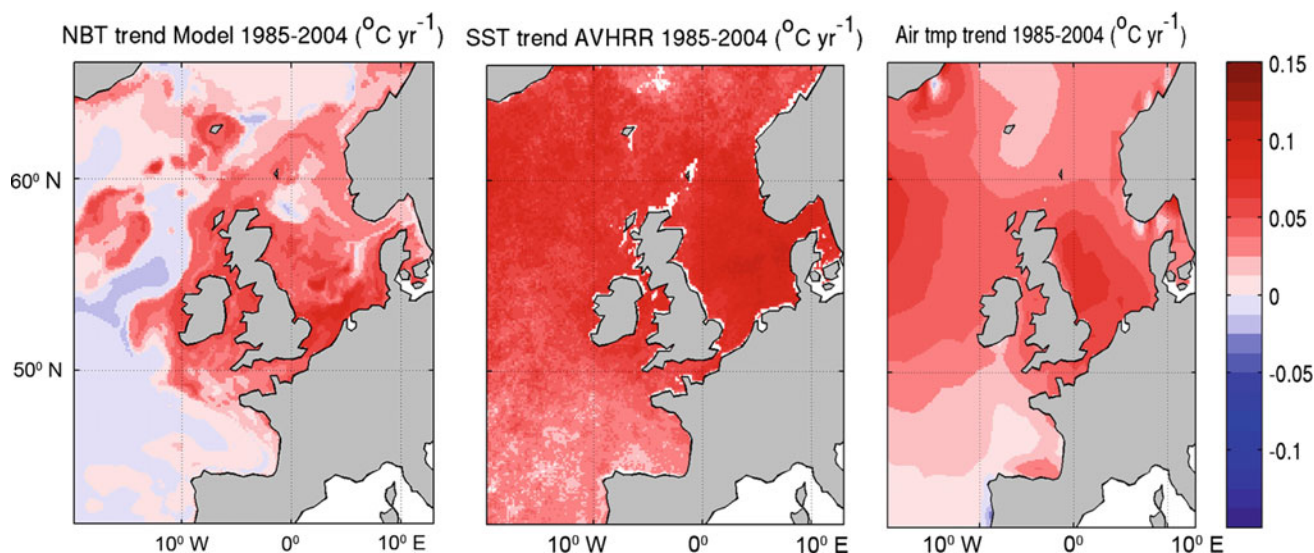 NBT trend Model 1985-2004 (°C yr⁻¹)
SST trend AVHRR 1985-2004 (°C yr⁻¹)
Air tmp trend 1985-2004 (°C yr⁻¹)
60° N
50° N
10° W
0°
10° E
10° W
0°
10° E
10° W
0°
10° E
0.15
0.1
0.05
0
-0.05
-0.1